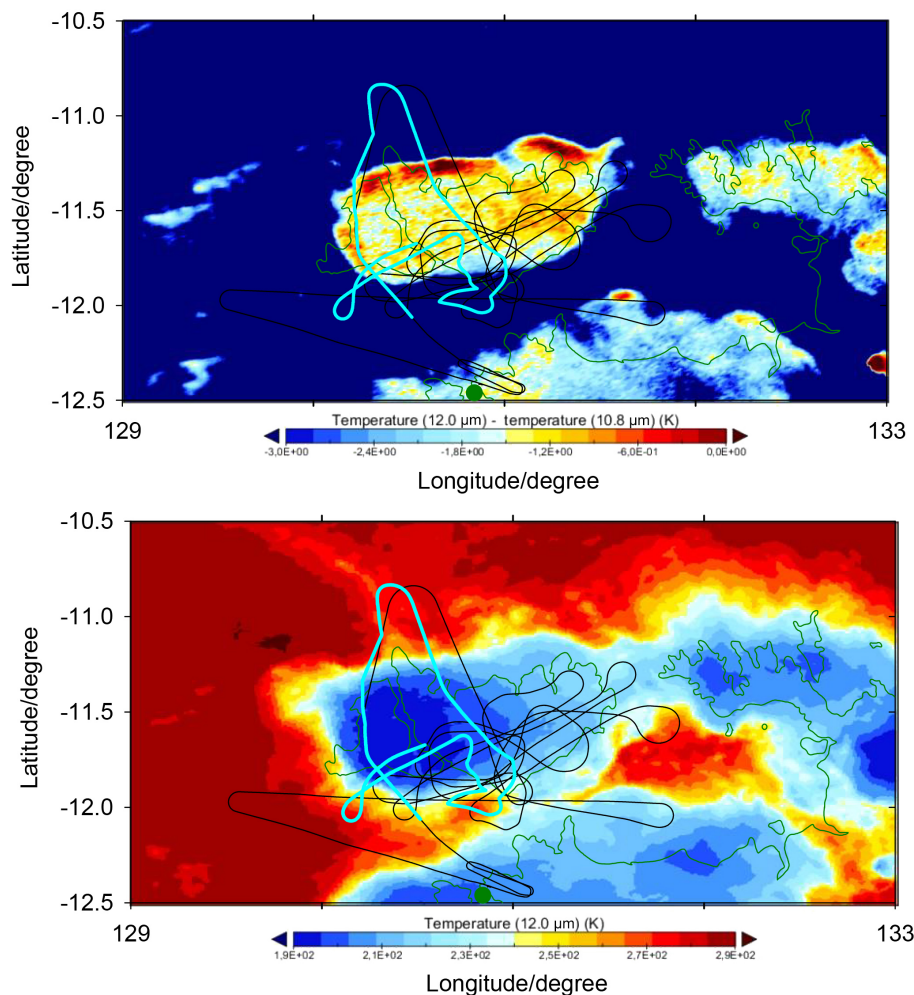 -10.5
-11.0
Latitude/degree
-11.5
-12.0
-12.5
129
133
Temperature (12.0 µm) - temperature (10.8 µm) (K)
-3,0E+00 -2,4E+00 -1,8E+00 -1,2E+00 -6,0E-01 0,0E+00
Longitude/degree
-10.5
-11.0
Latitude/degree
-11.5
-12.0
-12.5
129
133
Temperature (12.0 µm) (K)
1,9E+02 2,1E+02 2,3E+02 2,5E+02 2,7E+02 2,9E+02
Longitude/degree